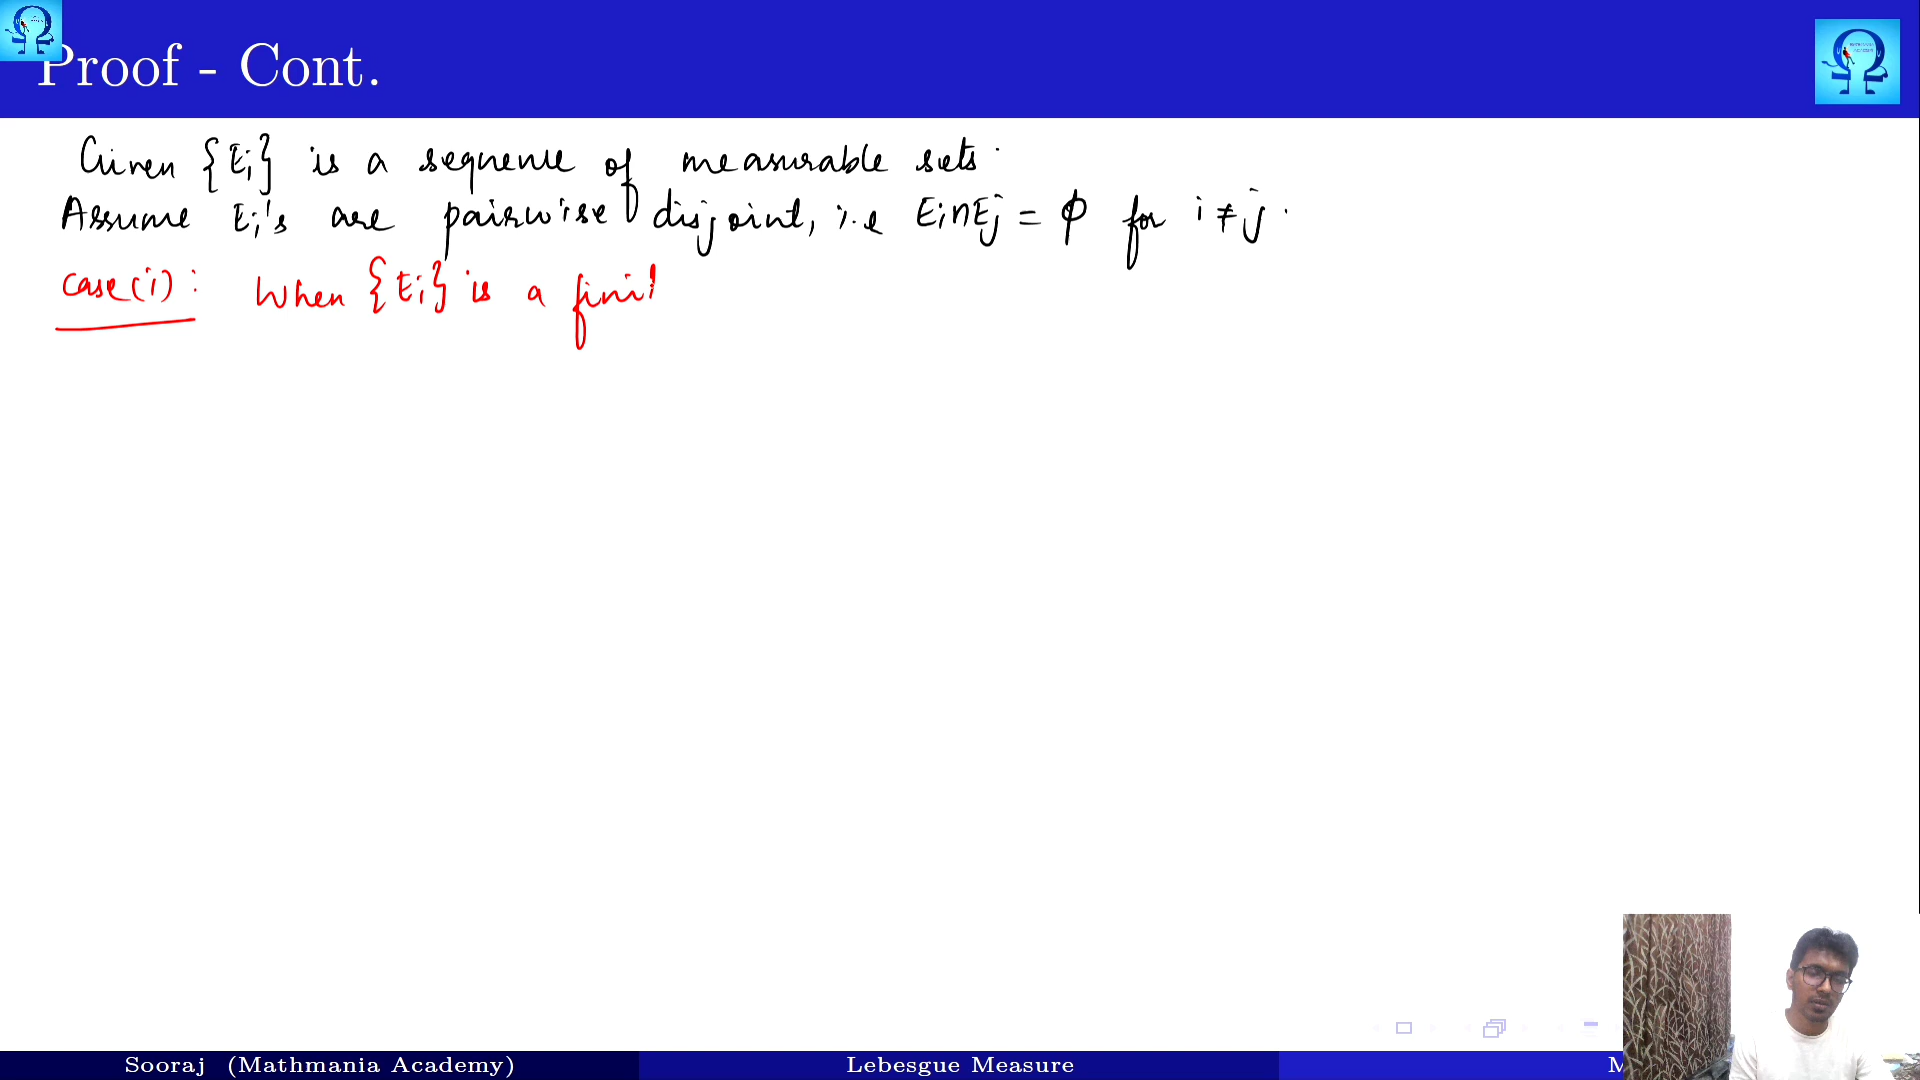 Proof - Cont.
Given {Ei} is a sequence of measurable sets.
Assume Ei's are pairwise disjoint, i.e Ei∩Ej = ϕ for i ≠ j.
Case(i): When {Ei} is a finit
Sooraj (Mathmania Academy)
Lebesgue Measure
M